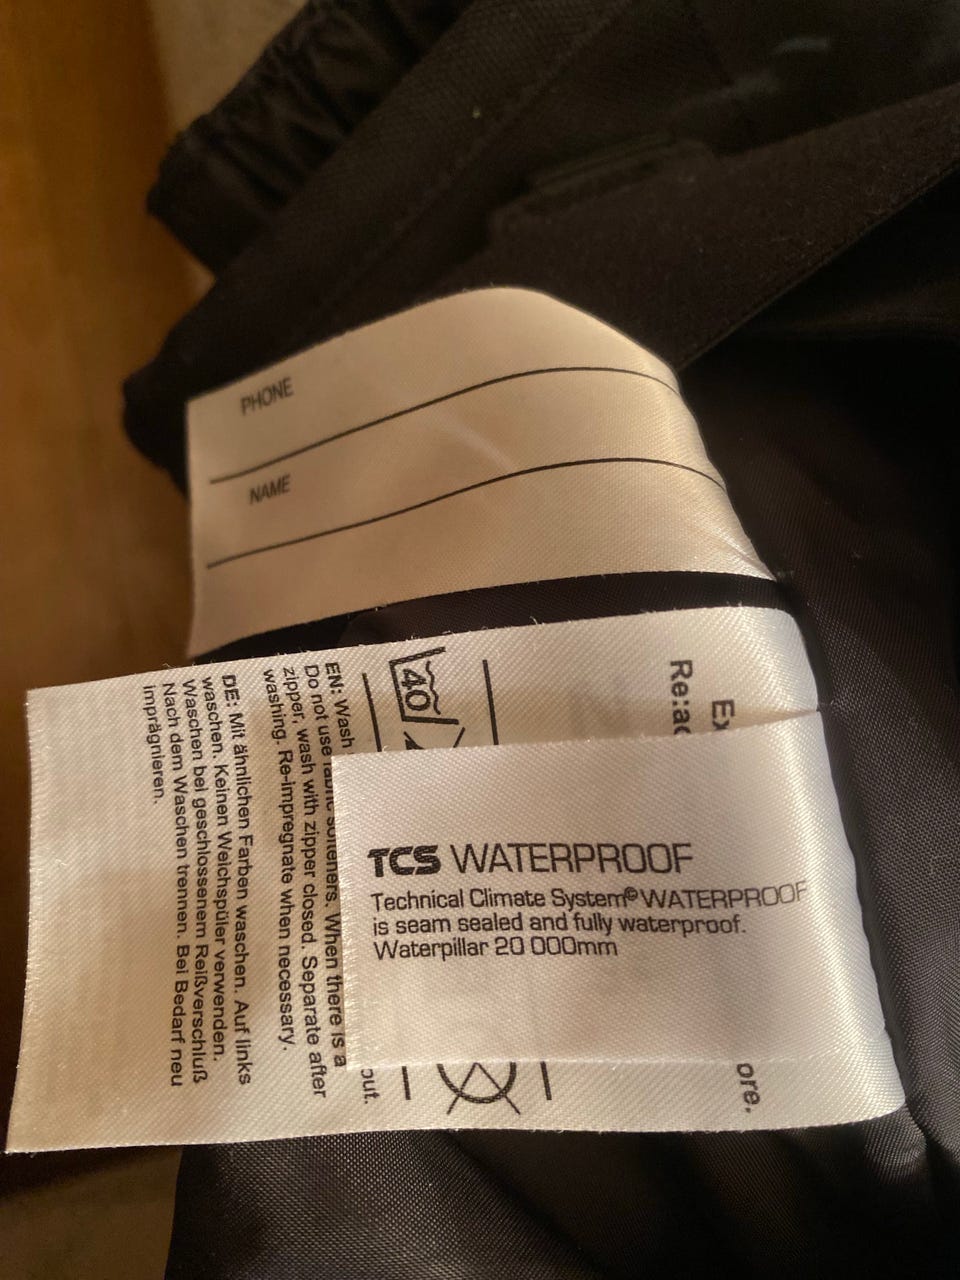 PHONE
NAME
TCS WATERPROOF
Technical Climate System® WATERPROOF
is seam sealed and fully waterproof.
Waterpillar 20 000mm
40
EN: Wash
out.
Do not use fabric softeners. When there is a
zipper, wash with zipper closed. Separate after
washing. Re-impregnate when necessary.
DE: Mit ähnlichen Farben waschen. Auf links
waschen. Keinen Weichspüler verwenden.
Waschen bei geschlossenem Reißverschluß
Nach dem Waschen trennen. Bei Bedarf neu
imprägnieren.
ore.